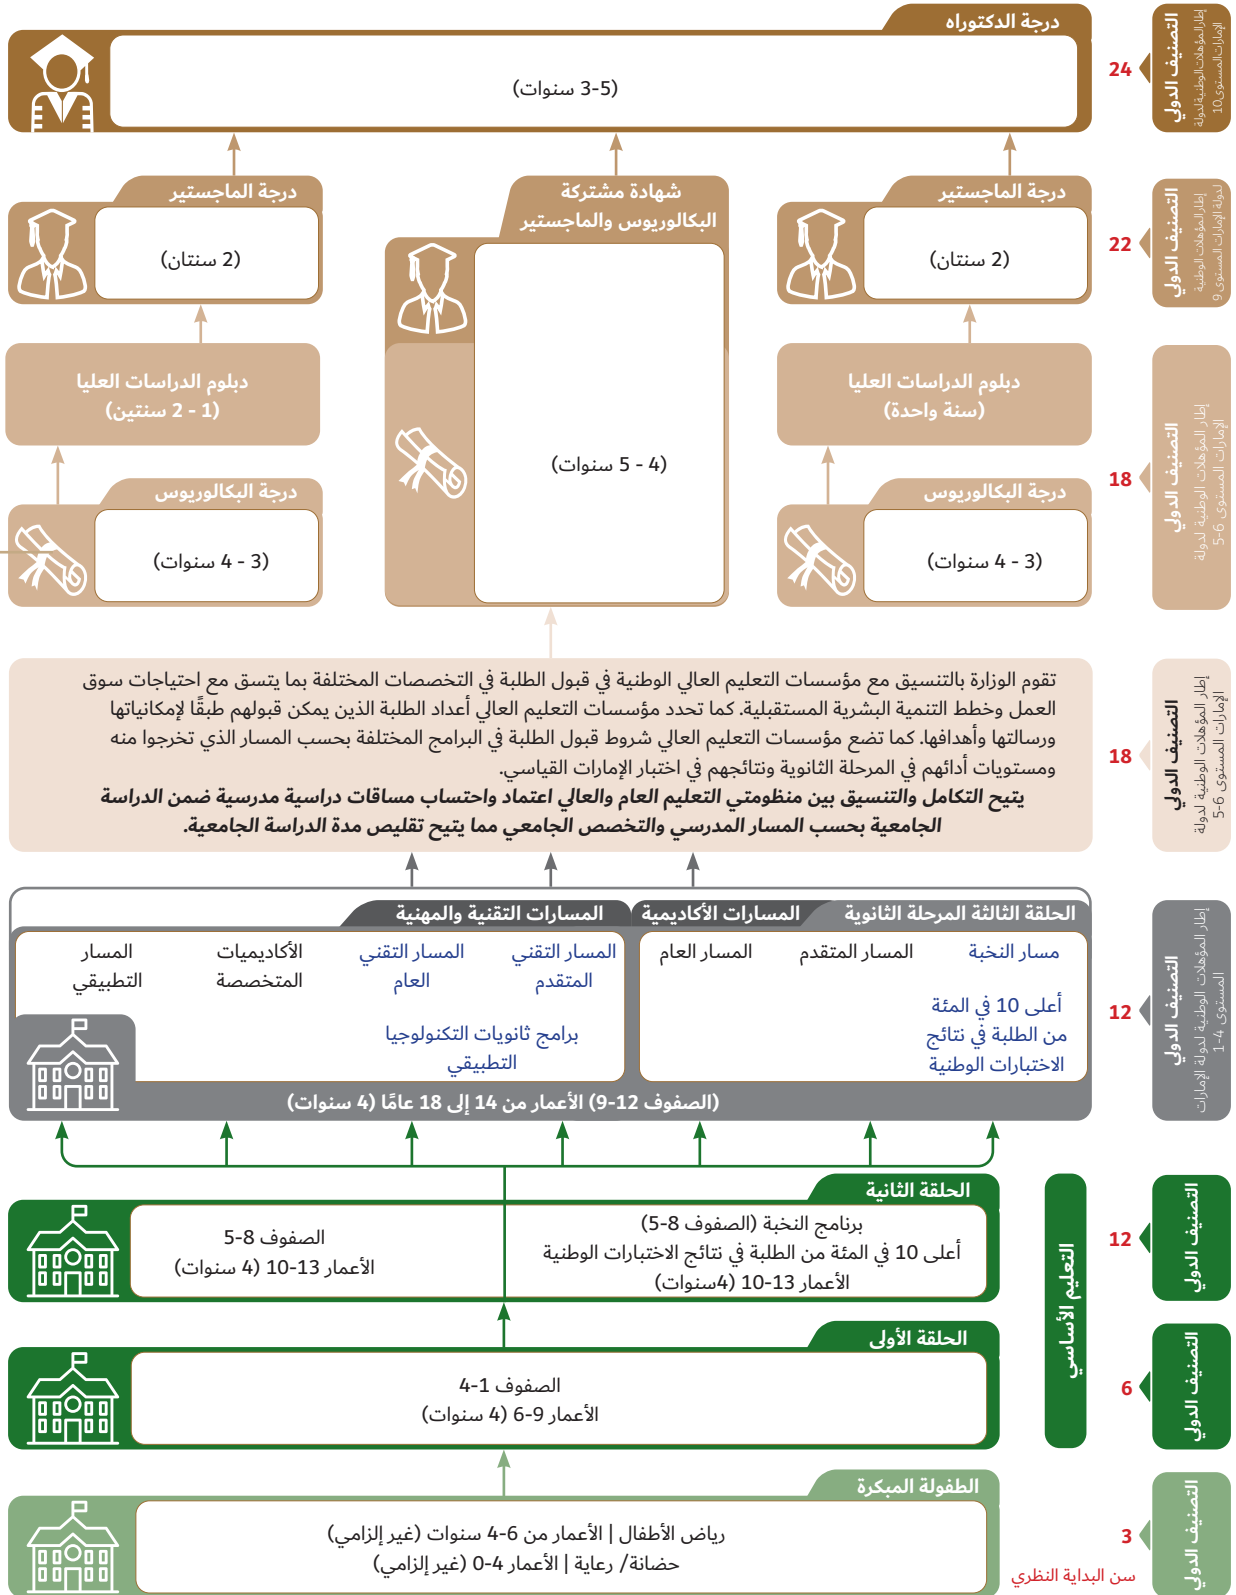 درجة الدكتوراه
(3-5 سنوات)
24
التصنيف الدولي
إطار المؤهلات الوطنية لدولة
الإمارات المستوى 10
درجة الماجستير
(2 سنتان)
شهادة مشتركة
البكالوريوس والماجستير
(4 - 5 سنوات)
درجة الماجستير
(2 سنتان)
22
التصنيف الدولي
إطار المؤهلات الوطنية
لدولة الإمارات المستوى 9
دبلوم الدراسات العليا
(سنة واحدة)
دبلوم الدراسات العليا
(1 - 2 سنتين)
درجة البكالوريوس
(3 - 4 سنوات)
درجة البكالوريوس
(3 - 4 سنوات)
18
التصنيف الدولي
إطار المؤهلات الوطنية لدولة
الإمارات المستوى 6-5
تقوم الوزارة بالتنسيق مع مؤسسات التعليم العالي الوطنية في قبول الطلبة في التخصصات المختلفة بما يتسق مع احتياجات سوق
العمل وخطط التنمية البشرية المستقبلية. كما تحدد مؤسسات التعليم العالي أعداد الطلبة الذين يمكن قبولهم طبقًا لإمكانياتها
ورسالتها وأهدافها. كما تضع مؤسسات التعليم العالي شروط قبول الطلبة في البرامج المختلفة بحسب المسار الذي تخرجوا منه
ومستويات أدائهم في المرحلة الثانوية ونتائجهم في اختبار الإمارات القياسي.
يتيح التكامل والتنسيق بين منظومتي التعليم العام والعالي اعتماد واحتساب مساقات دراسية مدرسية ضمن الدراسة
الجامعية بحسب المسار المدرسي والتخصص الجامعي مما يتيح تقليص مدة الدراسة الجامعية.
18
التصنيف الدولي
إطار المؤهلات الوطنية لدولة
الإمارات المستوى 6-5
الحلقة الثالثة المرحلة الثانوية
المسارات الأكاديمية
المسارات التقنية والمهنية
مسار النخبة
أعلى 10 في المئة
من الطلبة في نتائج
الاختبارات الوطنية
المسار المتقدم
المسار العام
المسار التقني
المتقدم
المسار التقني
العام
برامج ثانويات التكنولوجيا
التطبيقي
الأكاديميات
المتخصصة
المسار
التطبيقي
(الصفوف 12-9) الأعمار من 14 إلى 18 عامًا (4 سنوات)
12
التصنيف الدولي
إطار المؤهلات الوطنية لدولة الإمارات
المستوى 4-1
التعليم الأساسي
الحلقة الثانية
برنامج النخبة (الصفوف 8-5)
أعلى 10 في المئة من الطلبة في نتائج الاختبارات الوطنية
الأعمار 13-10 (4سنوات)
الصفوف 8-5
الأعمار 13-10 (4 سنوات)
12
التصنيف الدولي
الحلقة الأولى
الصفوف 1-4
الأعمار 9-6 (4 سنوات)
6
التصنيف الدولي
الطفولة المبكرة
رياض الأطفال | الأعمار من 6-4 سنوات (غير إلزامي)
حضانة/ رعاية | الأعمار 4-0 (غير إلزامي)
3
سن البداية النظري
التصنيف الدولي